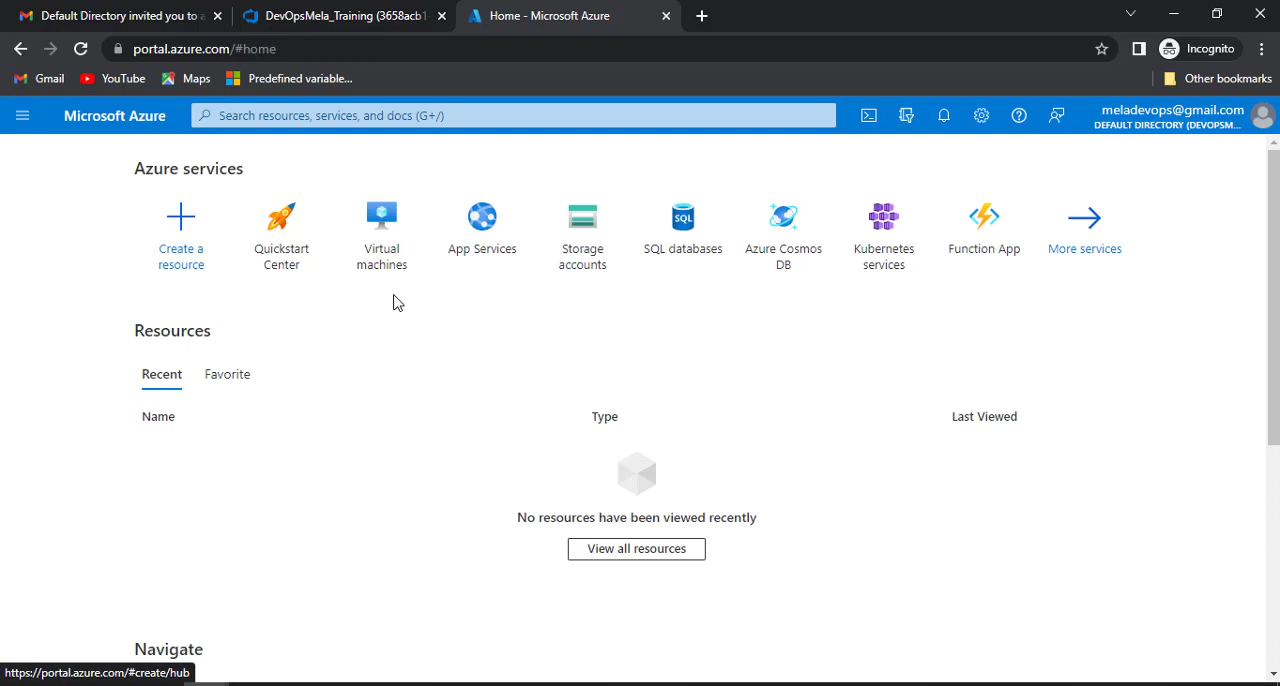 Default Directory invited you to a
DevOpsMela_Training (3658acb1-
Home - Microsoft Azure
portal.azure.com/#home
Incognito
Gmail
YouTube
Maps
Predefined variable...
Other bookmarks
Microsoft Azure
Search resources, services, and docs (G+/)
meladevops@gmail.com
DEFAULT DIRECTORY (DEVOPSM...
Azure services
Create a
resource
Quickstart
Center
Virtual
machines
App Services
Storage
accounts
SQL
SQL databases
Azure Cosmos
DB
Kubernetes
services
Function App
More services
Resources
Recent
Favorite
Name
Type
Last Viewed
No resources have been viewed recently
View all resources
Navigate
https://portal.azure.com/#create/hub